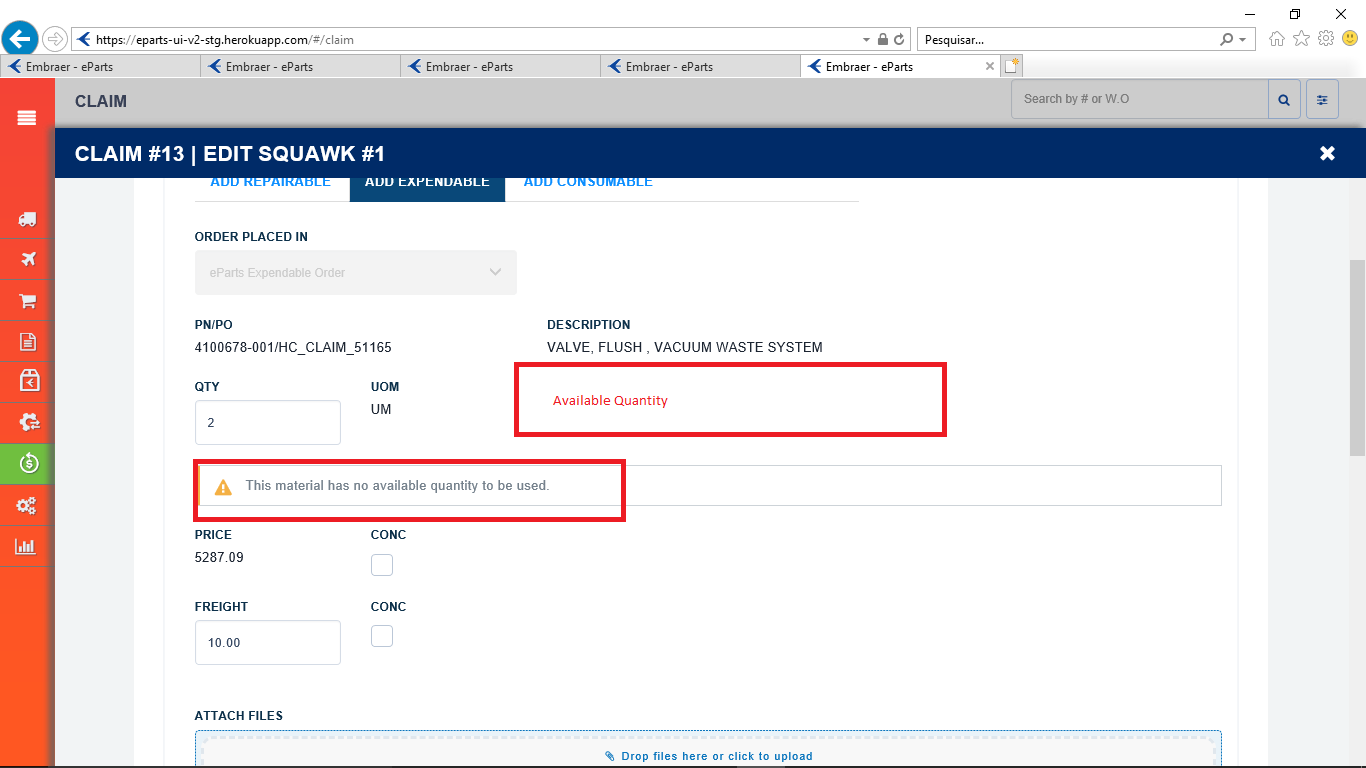 https://eparts-ui-v2-stg.herokuapp.com/#/claim
Pesquisar...
Embraer - eParts
Embraer - eParts
Embraer - eParts
Embraer - eParts
Embraer - eParts
CLAIM
Search by # or W.O
CLAIM #13 | EDIT SQUAWK #1
ADD REPAIRABLE
ADD EXPENDABLE
ADD CONSUMABLE
ORDER PLACED IN
eParts Expendable Order
PN/PO
DESCRIPTION
4100678-001/HC_CLAIM_51165
VALVE, FLUSH , VACUUM WASTE SYSTEM
QTY
UOM
Available Quantity
2
UM
This material has no available quantity to be used.
PRICE
CONC
5287.09
FREIGHT
CONC
10.00
ATTACH FILES
Drop files here or click to upload